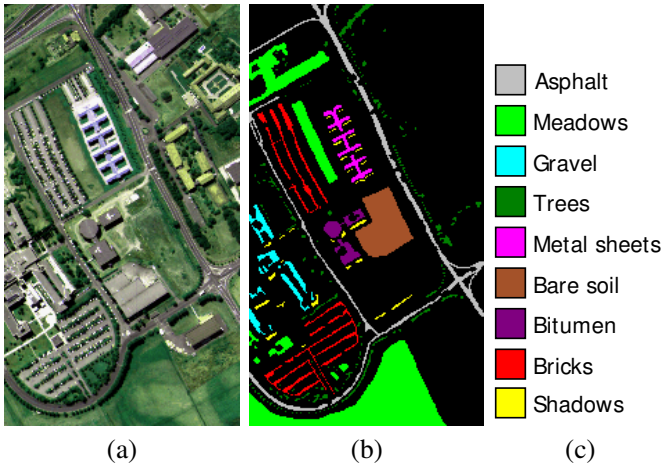 Asphalt
Meadows
Gravel
Trees
Metal sheets
Bare soil
Bitumen
Bricks
Shadows
(a) (b) (c)